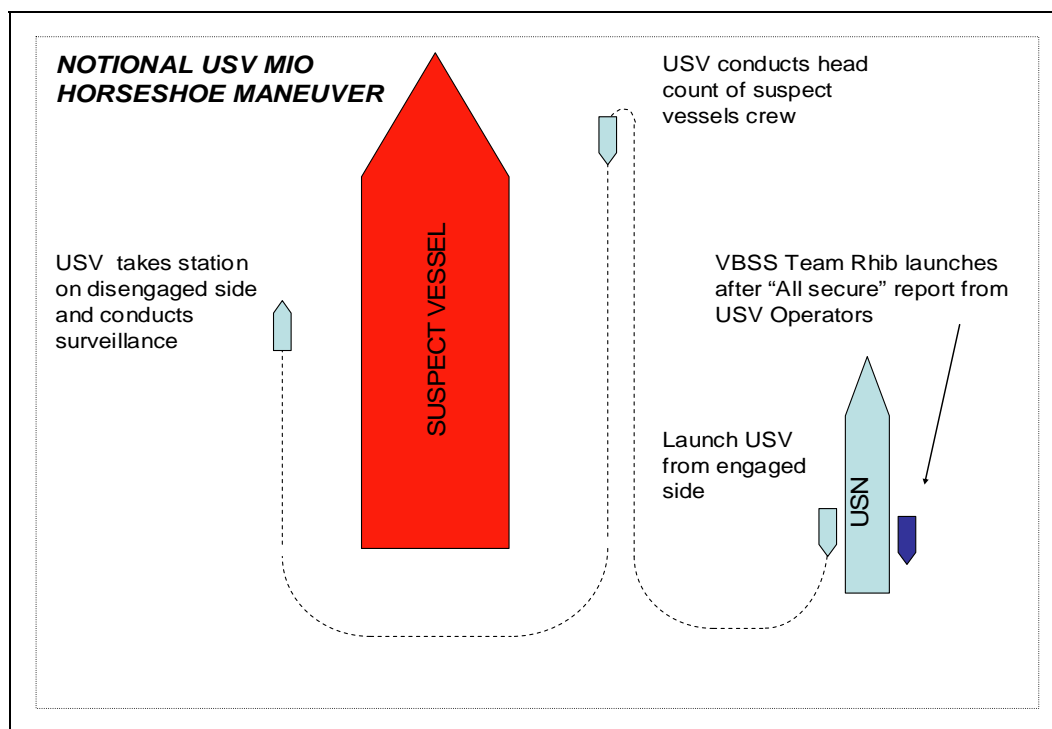 NOTIONAL USV MIO
HORSESHOE MANEUVER
USV conducts head
count of suspect
vessels crew
USV takes station
on disengaged side
and conducts
surveillance
SUSPECT VESSEL
VBSS Team Rhib launches
after “All secure” report from
USV Operators
Launch USV
from engaged
side
USN